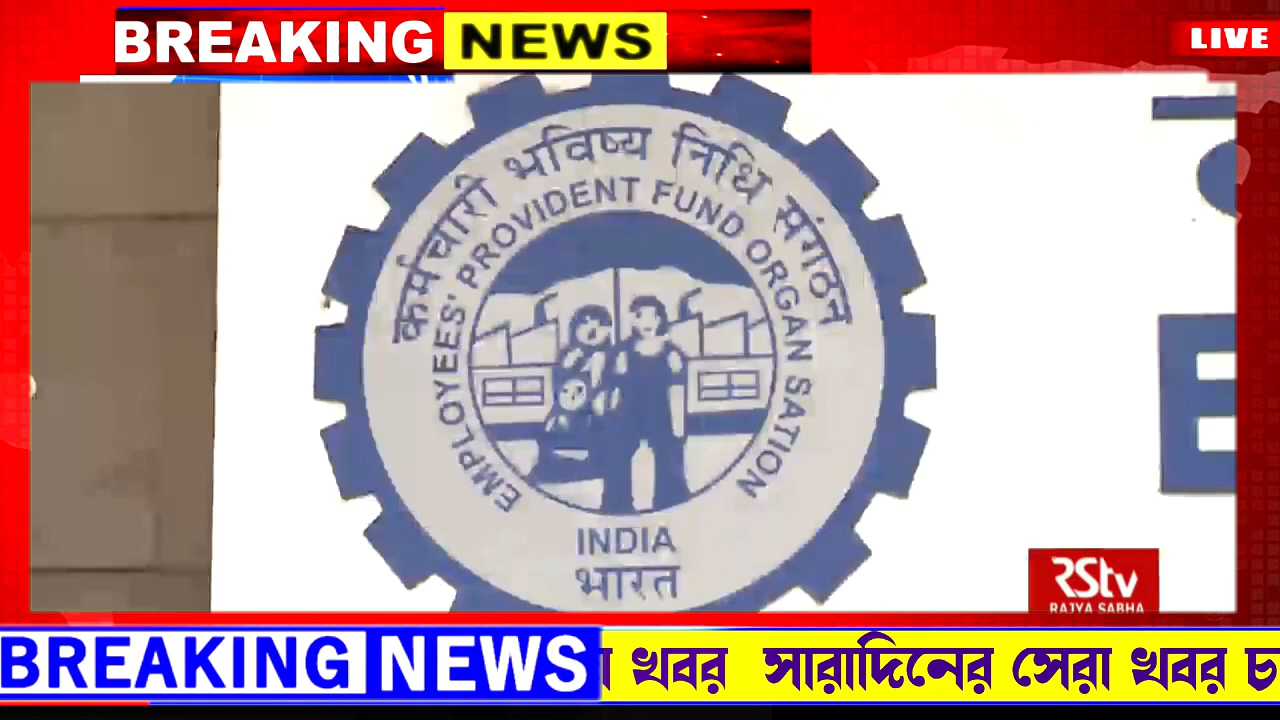 BREAKING NEWS
LIVE
कर्मचारी भविष्य निधि संगठन
EMPLOYEES' PROVIDENT FUND ORGAN SATION
INDIA
भारत
E
RStv
RAJYA SABHA
BREAKING NEWS
খবর সারাদিনের সেরা খবর